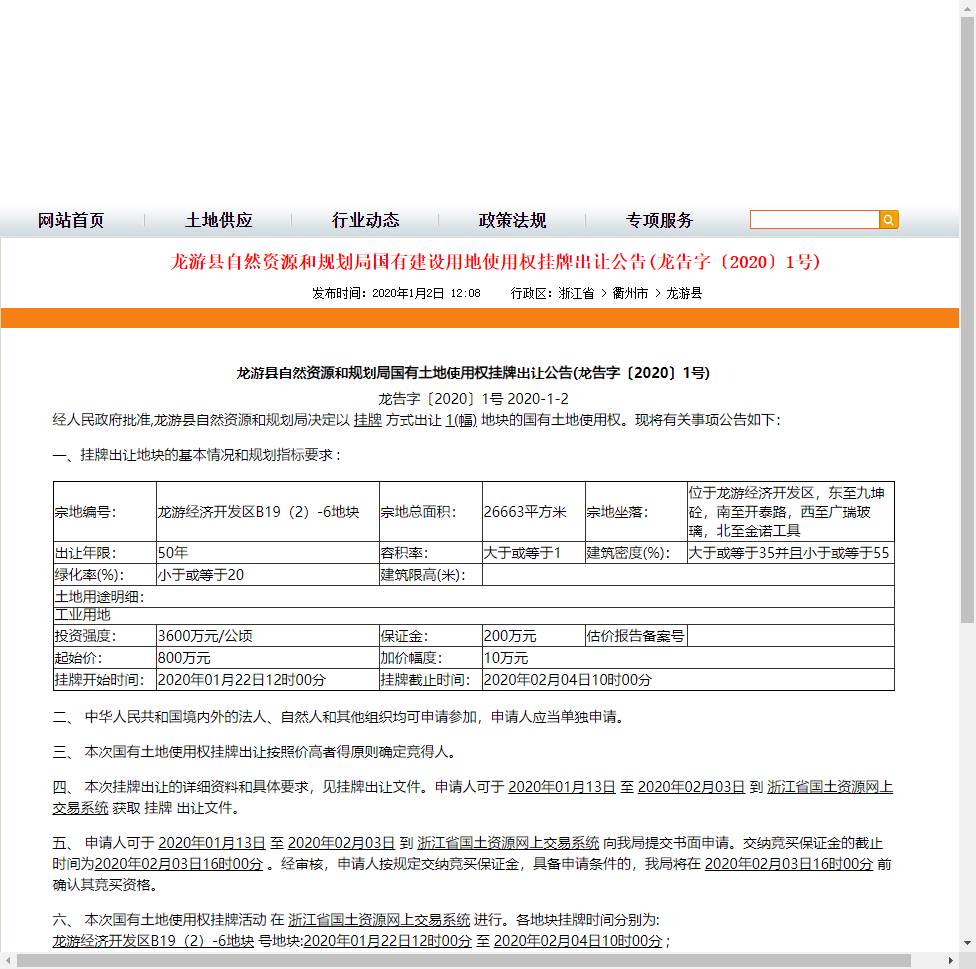 网站首页 土地供应 行业动态 政策法规 专项服务
龙游县自然资源和规划局国有建设用地使用权挂牌出让公告(龙告字〔2020〕1号)
发布时间：2020年1月2日 12:08 行政区：浙江省 > 衢州市 > 龙游县
龙游县自然资源和规划局国有土地使用权挂牌出让公告(龙告字〔2020〕1号)
龙告字〔2020〕1号 2020-1-2
经人民政府批准,龙游县自然资源和规划局决定以 挂牌 方式出让 1(幅) 地块的国有土地使用权。现将有关事项公告如下：
一、挂牌出让地块的基本情况和规划指标要求：
宗地编号： 龙游经济开发区B19（2）-6地块 宗地总面积： 26663平方米 宗地坐落： 位于龙游经济开发区，东至九坤
砼，南至开泰路，西至广瑞玻
璃，北至金诺工具
出让年限： 50年 容积率： 大于或等于1 建筑密度(%)： 大于或等于35并且小于或等于55
绿化率(%)： 小于或等于20 建筑限高(米)：
土地用途明细：
工业用地
投资强度： 3600万元/公顷 保证金： 200万元 估价报告备案号
起始价： 800万元 加价幅度： 10万元
挂牌开始时间： 2020年01月22日12时00分 挂牌截止时间： 2020年02月04日10时00分
二、 中华人民共和国境内外的法人、自然人和其他组织均可申请参加，申请人应当单独申请。
三、 本次国有土地使用权挂牌出让按照价高者得原则确定竞得人。
四、 本次挂牌出让的详细资料和具体要求，见挂牌出让文件。申请人可于 2020年01月13日 至 2020年02月03日 到 浙江省国土资源网上
交易系统 获取 挂牌 出让文件。
五、 申请人可于 2020年01月13日 至 2020年02月03日 到 浙江省国土资源网上交易系统 向我局提交书面申请。交纳竞买保证金的截止
时间为2020年02月03日16时00分 。经审核，申请人按规定交纳竞买保证金，具备申请条件的，我局将在 2020年02月03日16时00分 前
确认其竞买资格。
六、 本次国有土地使用权挂牌活动 在 浙江省国土资源网上交易系统 进行。各地块挂牌时间分别为:
龙游经济开发区B19（2）-6地块 号地块:2020年01月22日12时00分 至 2020年02月04日10时00分；